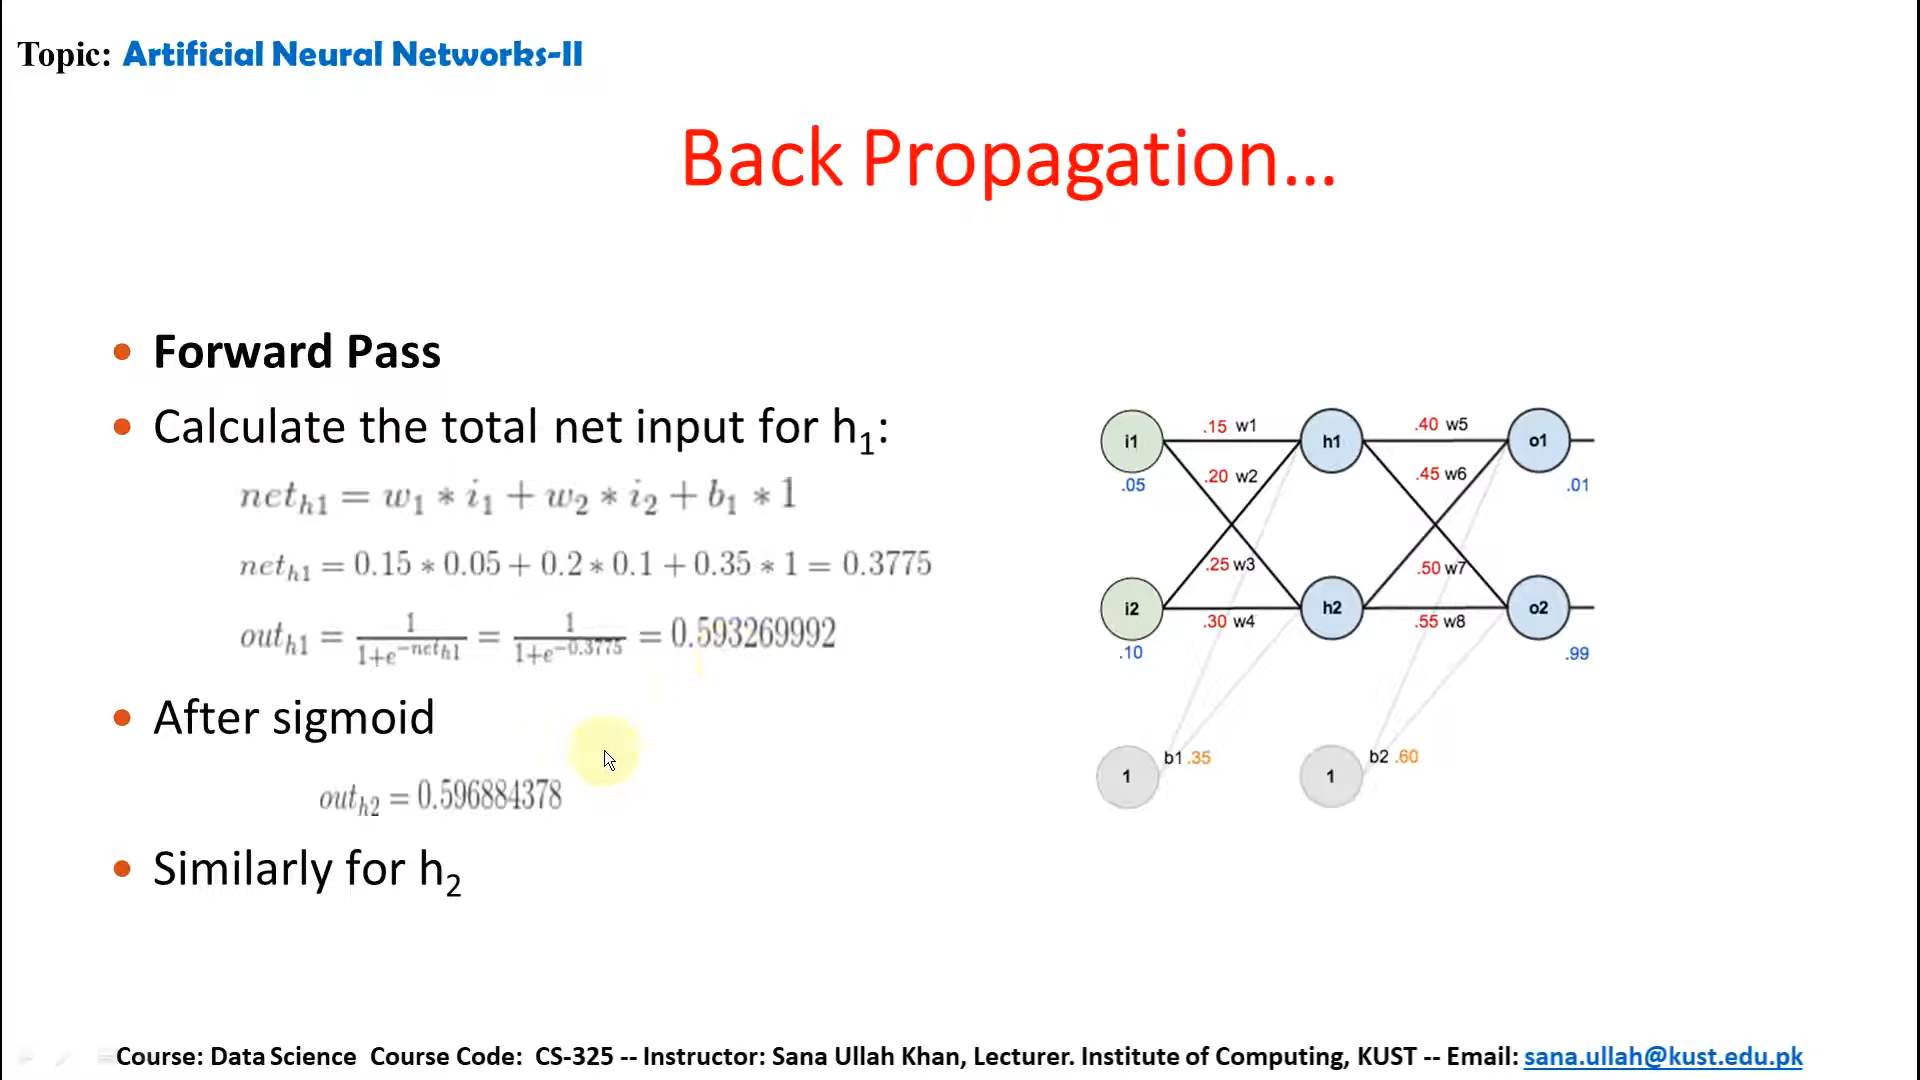 Topic: Artificial Neural Networks-II
Back Propagation...
• Forward Pass
• Calculate the total net input for h₁:
net_h1 = w₁ * i₁ + w₂ * i₂ + b₁ * 1
net_h1 = 0.15 * 0.05 + 0.2 * 0.1 + 0.35 * 1 = 0.3775
out_h1 = 1/(1+e^(-net_h1)) = 1/(1+e^(-0.3775)) = 0.593269992
• After sigmoid
out_h2 = 0.596884378
• Similarly for h₂
i1 .15 w1 h1 .40 w5 o1
.05 .20 w2 .45 w6 .01
.25 w3 .50 w7
i2 .30 w4 h2 .55 w8 o2
.10 .99
1 b1 .35 1 b2 .60
Course: Data Science Course Code: CS-325 -- Instructor: Sana Ullah Khan, Lecturer. Institute of Computing, KUST -- Email: sana.ullah@kust.edu.pk